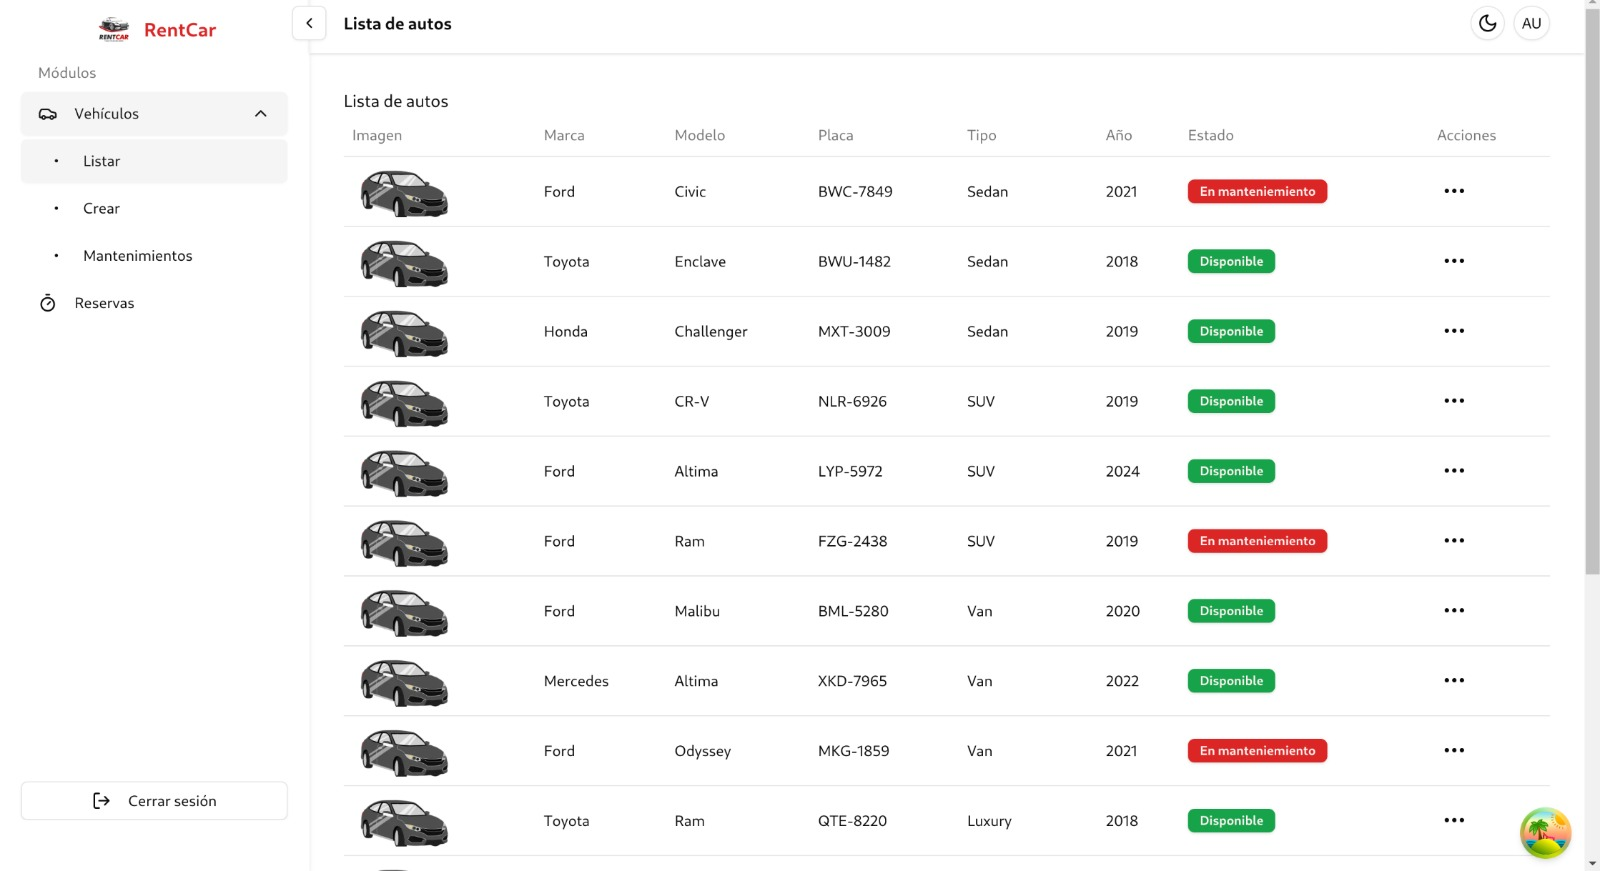 RENTCAR
RentCar
Lista de autos
AU
Módulos
Vehículos
Listar
Crear
Mantenimientos
Reservas
Cerrar sesión
Lista de autos
Imagen Marca Modelo Placa Tipo Año Estado Acciones
Ford Civic BWC-7849 Sedan 2021 En manteniemiento
Toyota Enclave BWU-1482 Sedan 2018 Disponible
Honda Challenger MXT-3009 Sedan 2019 Disponible
Toyota CR-V NLR-6926 SUV 2019 Disponible
Ford Altima LYP-5972 SUV 2024 Disponible
Ford Ram FZG-2438 SUV 2019 En manteniemiento
Ford Malibu BML-5280 Van 2020 Disponible
Mercedes Altima XKD-7965 Van 2022 Disponible
Ford Odyssey MKG-1859 Van 2021 En manteniemiento
Toyota Ram QTE-8220 Luxury 2018 Disponible